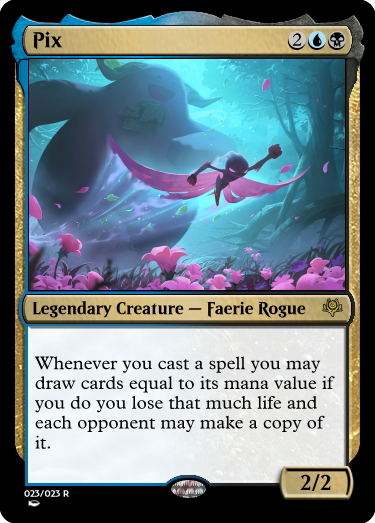 Pix
2
Legendary Creature — Faerie Rogue
Whenever you cast a spell you may
draw cards equal to its mana value if
you do you lose that much life and
each opponent may make a copy of
it.
2/2
023/023 R